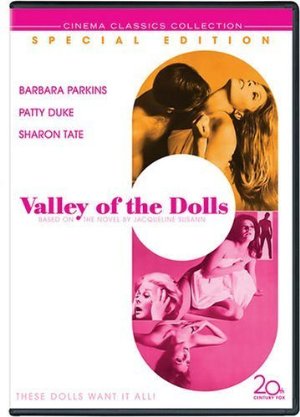 CINEMA CLASSICS COLLECTION
SPECIAL EDITION
BARBARA PARKINS
PATTY DUKE
SHARON TATE
Valley of the Dolls
BASED ON THE NOVEL BY JACQUELINE SUSANN
THESE DOLLS WANT IT ALL!
20th
CENTURY FOX